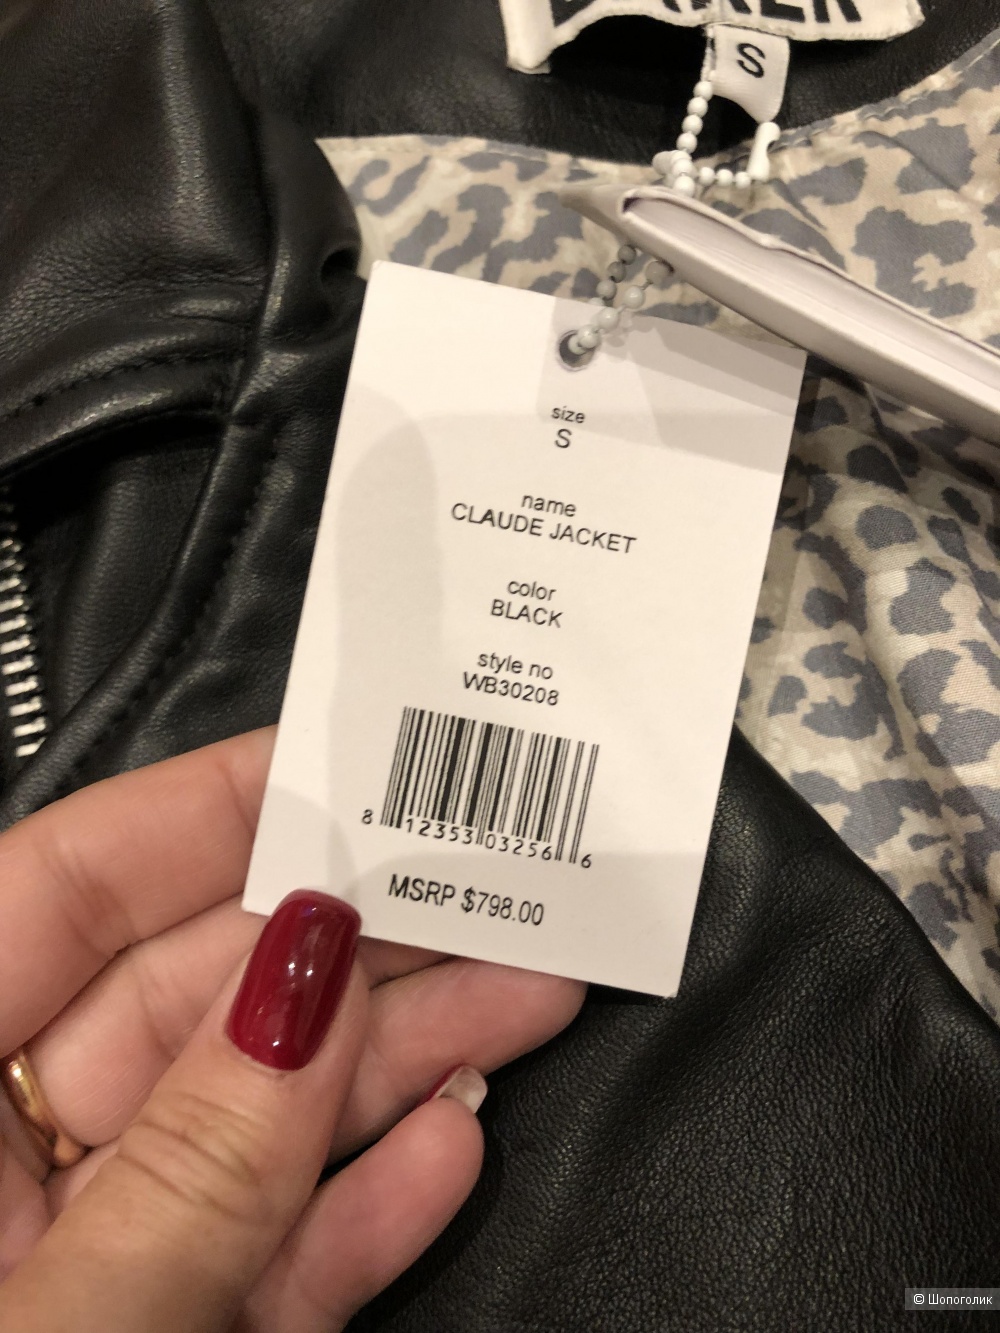 S
size
S
name
CLAUDE JACKET
color
BLACK
style no
WB30208
8 12353 03256 6
MSRP $798.00
© Шопоголик